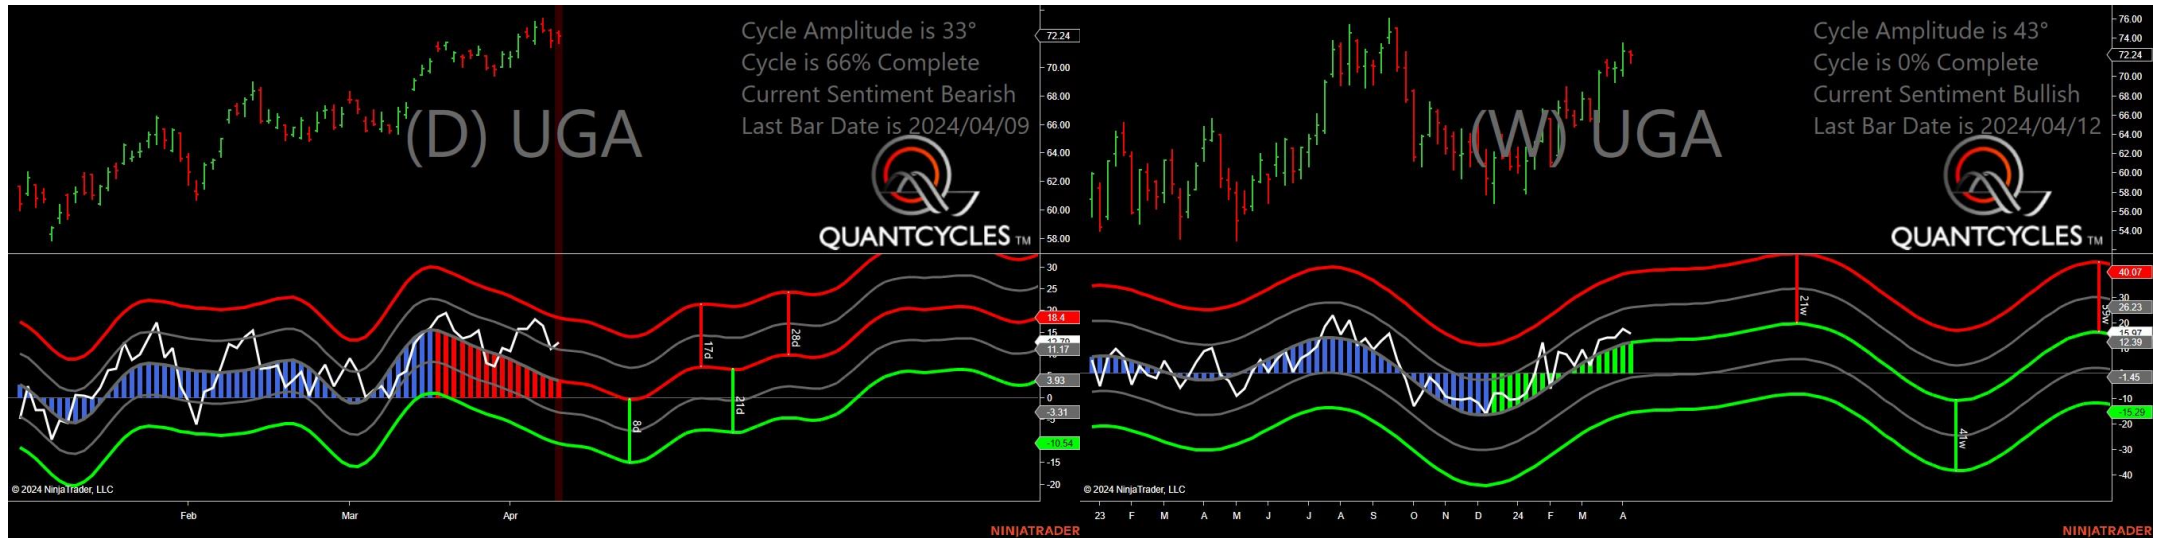 Cycle Amplitude is 33°
Cycle is 66% Complete
Current Sentiment Bearish
Last Bar Date is 2024/04/09
(D) UGA
QUANTCYCLES TM
72.24
70.00
68.00
66.00
64.00
62.00
60.00
58.00
30
25
20
18.4
15
11.17
5
3.93
0
-3.31
-5
-10.54
-15
-20
8d
17d
21d
28d
© 2024 NinjaTrader, LLC
Feb Mar Apr
NINJATRADER
Cycle Amplitude is 43°
Cycle is 0% Complete
Current Sentiment Bullish
Last Bar Date is 2024/04/12
(W) UGA
QUANTCYCLES TM
76.00
74.00
72.24
70.00
68.00
66.00
64.00
62.00
60.00
58.00
56.00
54.00
40.07
30
26.23
20
15.97
12.39
-1.45
-10
-15.29
-20
-30
-40
21w
41w
59w
© 2024 NinjaTrader, LLC
23 F M A M J J A S O N D 24 F M A
NINJATRADER